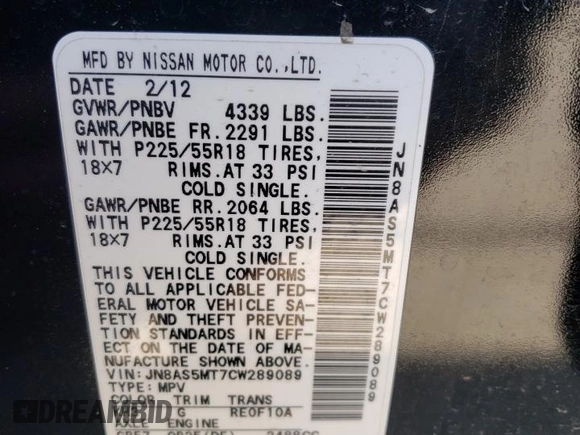 MFD BY NISSAN MOTOR CO.,LTD.
DATE 2/12
GVWR/PNBV 4339 LBS.
GAWR/PNBE FR.2291 LBS.
WITH P225/55R18 TIRES,
18X7 RIMS.AT 33 PSI
COLD SINGLE.
GAWR/PNBE RR.2064 LBS.
WITH P225/55R18 TIRES,
18X7 RIMS.AT 33 PSI
COLD SINGLE.
THIS VEHICLE CONFORMS
TO ALL APPLICABLE FED-
ERAL MOTOR VEHICLE SA-
FETY AND THEFT PREVEN-
TION STANDARDS IN EFF-
ECT ON THE DATE OF MA-
NUFACTURE SHOWN ABOVE.
VIN:JN8AS5MT7CW289089
TYPE:MPV
COLOR TRIM TRANS
G RE0F10A
AXLE ENGINE
QR25(DE) 2488CC
JN8AS5MT7CW289089
DREAMBID